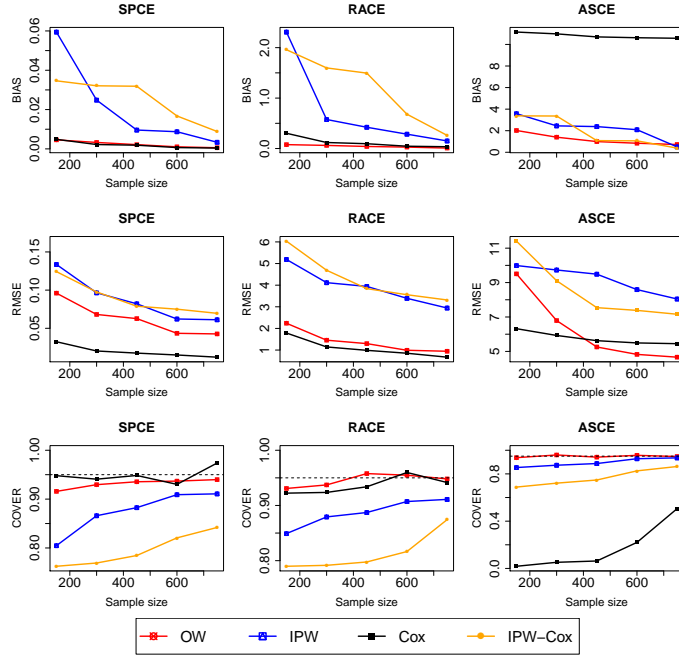 SPCE
RACE
ASCE
BIAS
0.00 0.02 0.04 0.06
200 400 600
Sample size
BIAS
0.0 1.0 2.0
200 400 600
Sample size
BIAS
0 2 4 6 8
200 400 600
Sample size
SPCE
RACE
ASCE
RMSE
0.05 0.10 0.15
200 400 600
Sample size
RMSE
1 2 3 4 5 6
200 400 600
Sample size
RMSE
5 7 9 11
200 400 600
Sample size
SPCE
RACE
ASCE
COVER
0.80 0.90 1.00
200 400 600
Sample size
COVER
0.80 0.90 1.00
200 400 600
Sample size
COVER
0.0 0.4 0.8
200 400 600
Sample size
OW IPW Cox IPW−Cox